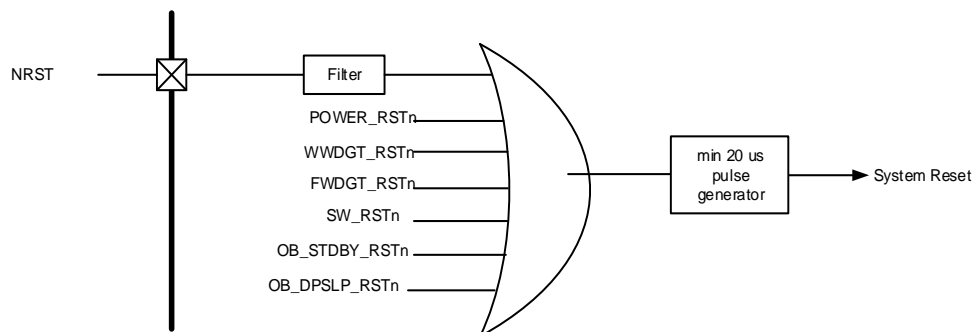 NRST
Filter
POWER_RSTn
WWDGT_RSTn
FWDGT_RSTn
SW_RSTn
OB_STDBY_RSTn
OB_DPSLP_RSTn
min 20 us
pulse
generator
System Reset